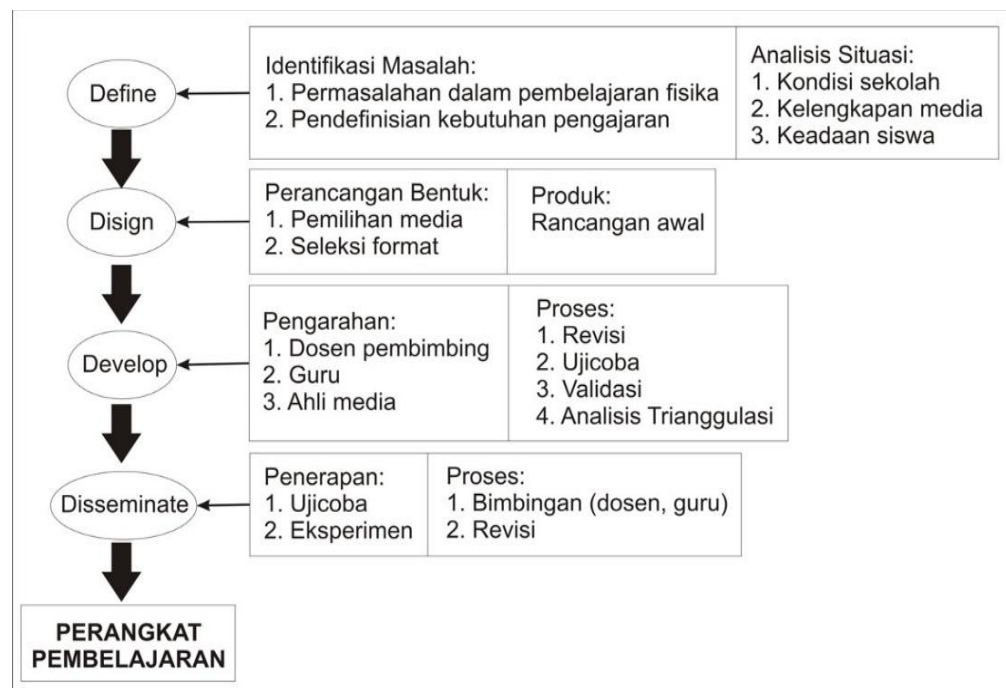 Define
Identifikasi Masalah:
1. Permasalahan dalam pembelajaran fisika
2. Pendefinisian kebutuhan pengajaran
Analisis Situasi:
1. Kondisi sekolah
2. Kelengkapan media
3. Keadaan siswa
Disign
Perancangan Bentuk:
1. Pemilihan media
2. Seleksi format
Produk:
Rancangan awal
Develop
Pengarahan:
1. Dosen pembimbing
2. Guru
3. Ahli media
Proses:
1. Revisi
2. Ujicoba
3. Validasi
4. Analisis Trianggulasi
Disseminate
Penerapan:
1. Ujicoba
2. Eksperimen
Proses:
1. Bimbingan (dosen, guru)
2. Revisi
PERANGKAT
PEMBELAJARAN